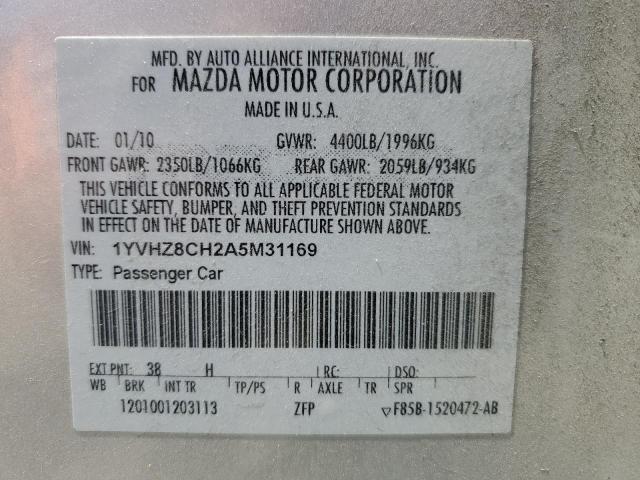 MFD. BY AUTO ALLIANCE INTERNATIONAL, INC.
FOR MAZDA MOTOR CORPORATION
MADE IN U.S.A.
DATE: 01/10 GVWR: 4400LB/1996KG
FRONT GAWR: 2350LB/1066KG REAR GAWR: 2059LB/934KG
THIS VEHICLE CONFORMS TO ALL APPLICABLE FEDERAL MOTOR
VEHICLE SAFETY, BUMPER, AND THEFT PREVENTION STANDARDS
IN EFFECT ON THE DATE OF MANUFACTURE SHOWN ABOVE.
VIN: 1YVHZ8CH2A5M31169
TYPE: Passenger Car
EXT PNT: 38 H RC: DSO:
WB BRK INT TR TP/PS R AXLE TR SPR
1201001203113 ZFP ▽F85B-1520472-AB